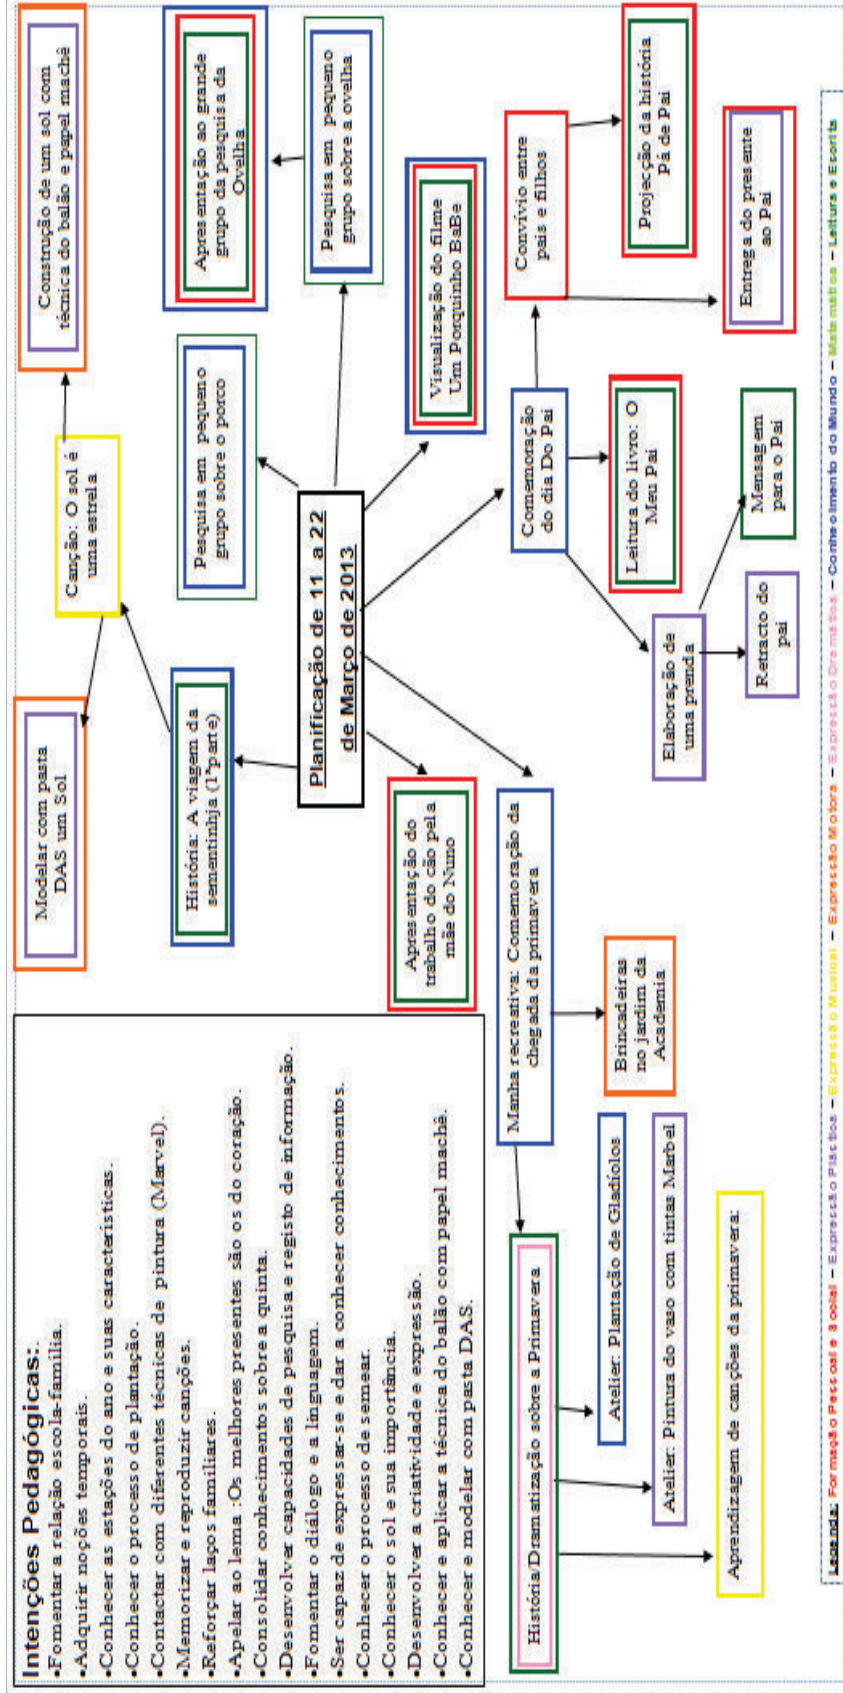 Intenções Pedagógicas:.
•Fomentar a relação escola-família.
•Adquirir noções temporais.
•Conhecer as estações do ano e suas características.
•Conhecer o processo de plantação.
•Contactar com diferentes técnicas de pintura (Marvel).
•Memorizar e reproduzir canções.
•Reforçar laços familiares.
•Apelar ao lema :Os melhores presentes são os do coração.
•Consolidar conhecimentos sobre a quinta.
•Desenvolver capacidades de pesquisa e registo de informação.
•Fomentar o diálogo e a linguagem.
•Ser capaz de expressar-se e dar a conhecer conhecimentos.
•Conhecer o processo de semear.
•Conhecer o sol e sua importância.
•Desenvolver a criatividade e expressão.
•Conhecer e aplicar a técnica do balão com papel machê.
•Conhecer e modelar com pasta DAS.
Modelar com pasta
DAS um Sol
Canção: O sol é
uma estrela
Construção de um sol com
técnica do balão e papel machê
História: A viagem da
sementinhja (1ªparte)
Pesquisa em pequeno
grupo sobre o porco
Apresentação ao grande
grupo da pesquisa da
Ovelha
Pesquisa em pequeno
grupo sobre a ovelha
Planificação de 11 a 22
de Março de 2013
Apresentação do
trabalho do cão pela
mãe do Nuno
Visualização do filme
Um Porquinho BaBe
Manha recreativa: Comemoração da
chegada da primavera
Comemoração
do dia Do Pai
Convívio entre
pais e filhos
História/Dramatização sobre a Primavera
Brincadeiras
no jardim da
Academia
Leitura do livro: O
Meu Pai
Projecção da história
Pá de Pai
Atelier: Plantação de Gladíolos
Elaboração de
uma prenda
Atelier: Pintura do vaso com tintas Marbel
Retracto do
pai
Mensagem
para o Pai
Entrega do presente
ao Pai
Aprendizagem de canções da primavera:
Legenda: Formação Pessoal e Social – Expressão Plástica – Expressão Musical – Expressão Motora – Expressão Dramática – Conhecimento do Mundo – Matemática – Leitura e Escrita